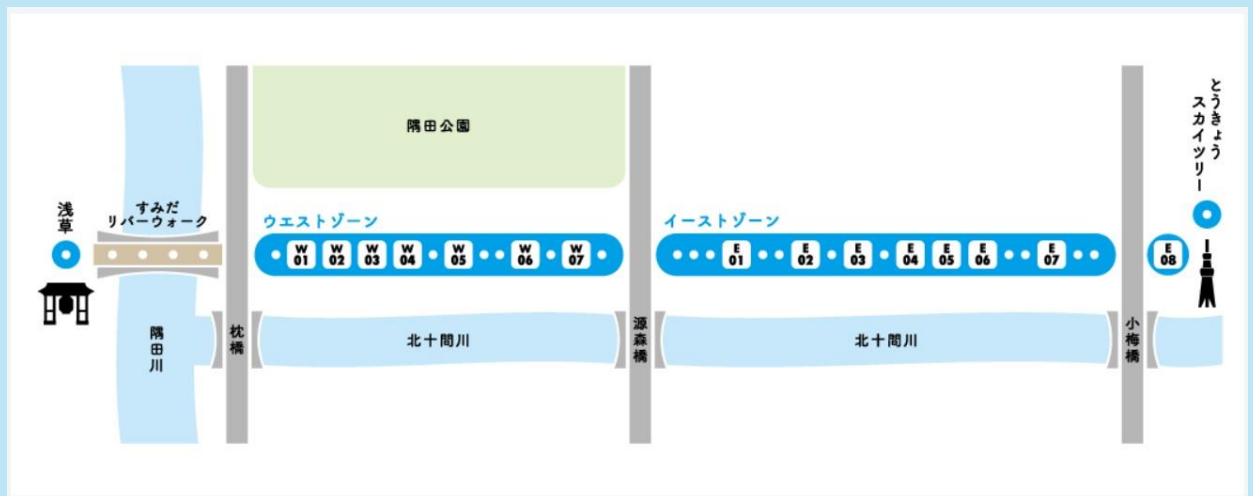 浅草
すみだ
リバーウォーク
隅田川
枕橋
隅田公園
ウエストゾーン
W 01
W 02
W 03
W 04
W 05
W 06
W 07
北十間川
源森橋
イーストゾーン
E 01
E 02
E 03
E 04
E 05
E 06
E 07
北十間川
小梅橋
E 08
とうきょう
スカイツリー